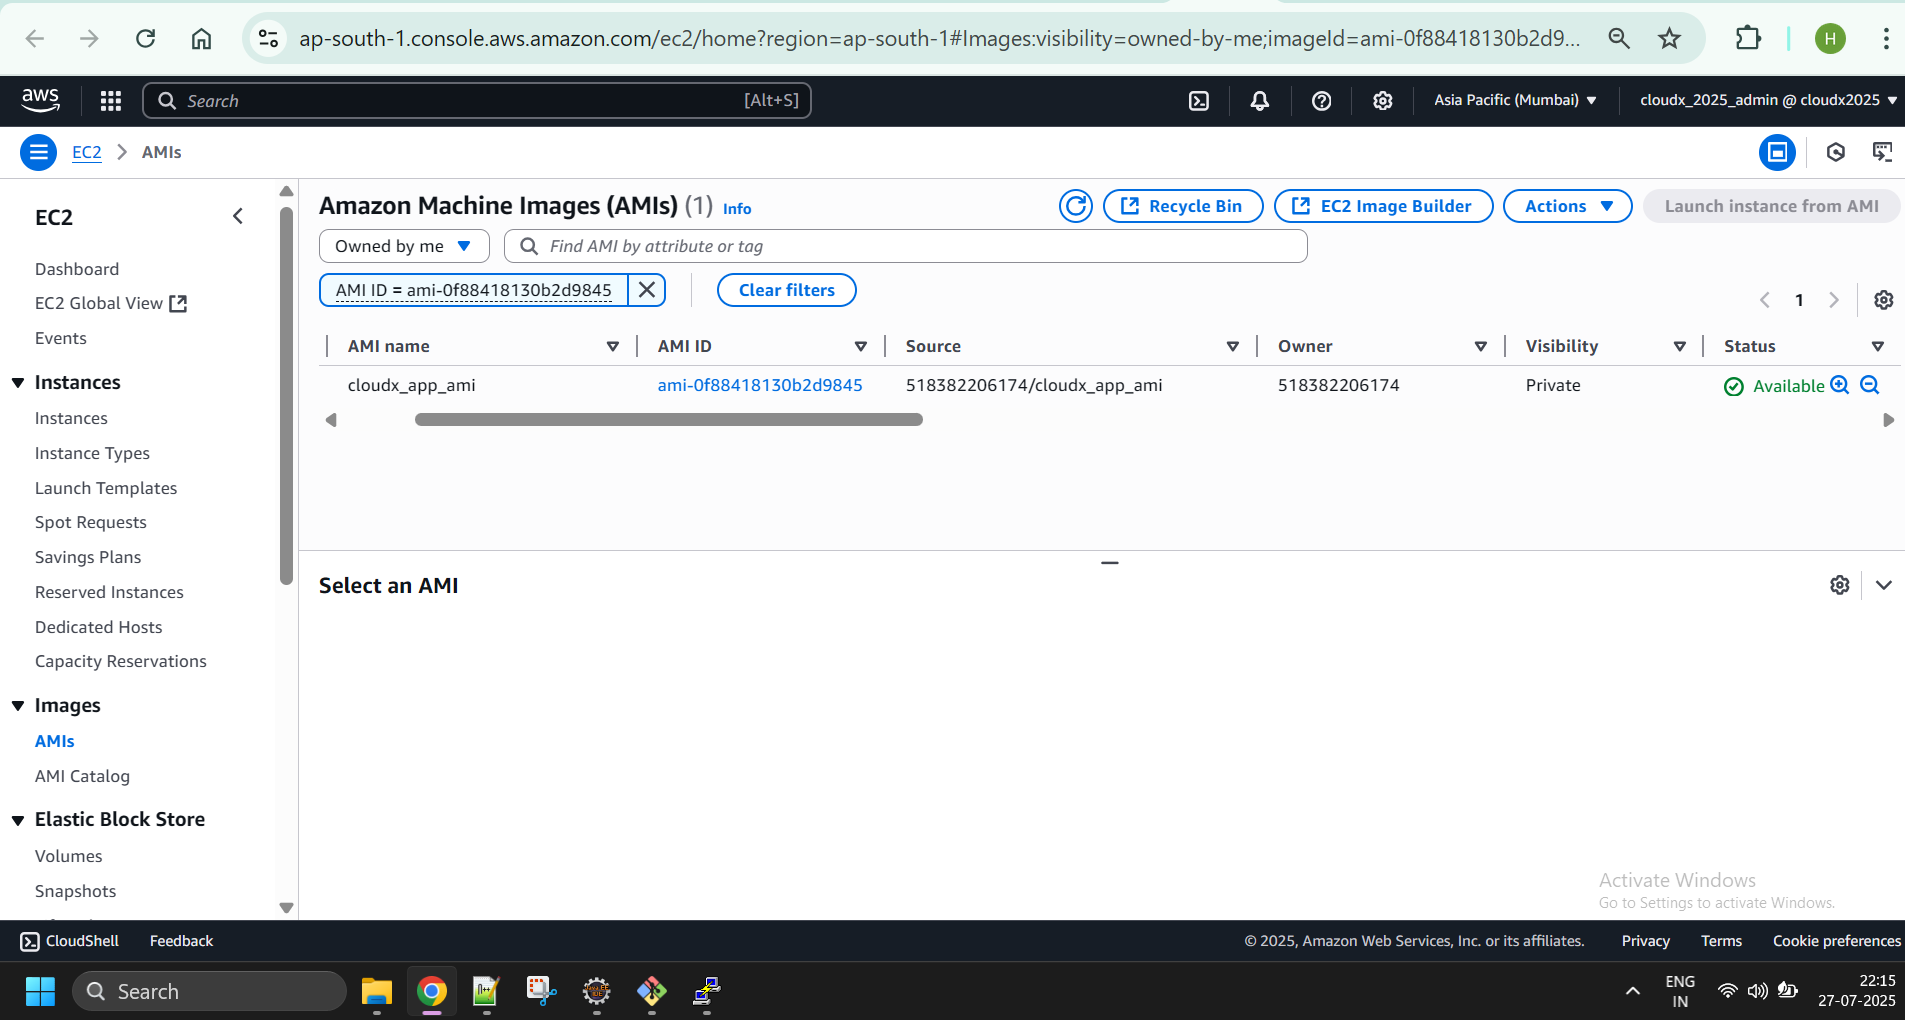 ap-south-1.console.aws.amazon.com/ec2/home?region=ap-south-1#Images:visibility=owned-by-me;imageId=ami-0f88418130b2d9...
H
aws
Search
[Alt+S]
Asia Pacific (Mumbai)
cloudx_2025_admin @ cloudx2025
EC2 > AMIs
EC2
Dashboard
EC2 Global View
Events
Instances
Instances
Instance Types
Launch Templates
Spot Requests
Savings Plans
Reserved Instances
Dedicated Hosts
Capacity Reservations
Images
AMIs
AMI Catalog
Elastic Block Store
Volumes
Snapshots
Amazon Machine Images (AMIs) (1) Info
Recycle Bin
EC2 Image Builder
Actions
Launch instance from AMI
Owned by me
Find AMI by attribute or tag
AMI ID = ami-0f88418130b2d9845
Clear filters
1
AMI name AMI ID Source Owner Visibility Status
cloudx_app_ami ami-0f88418130b2d9845 518382206174/cloudx_app_ami 518382206174 Private Available
Select an AMI
Activate Windows
Go to Settings to activate Windows.
CloudShell Feedback
© 2025, Amazon Web Services, Inc. or its affiliates. Privacy Terms Cookie preferences
Search
ENG
IN
22:15
27-07-2025